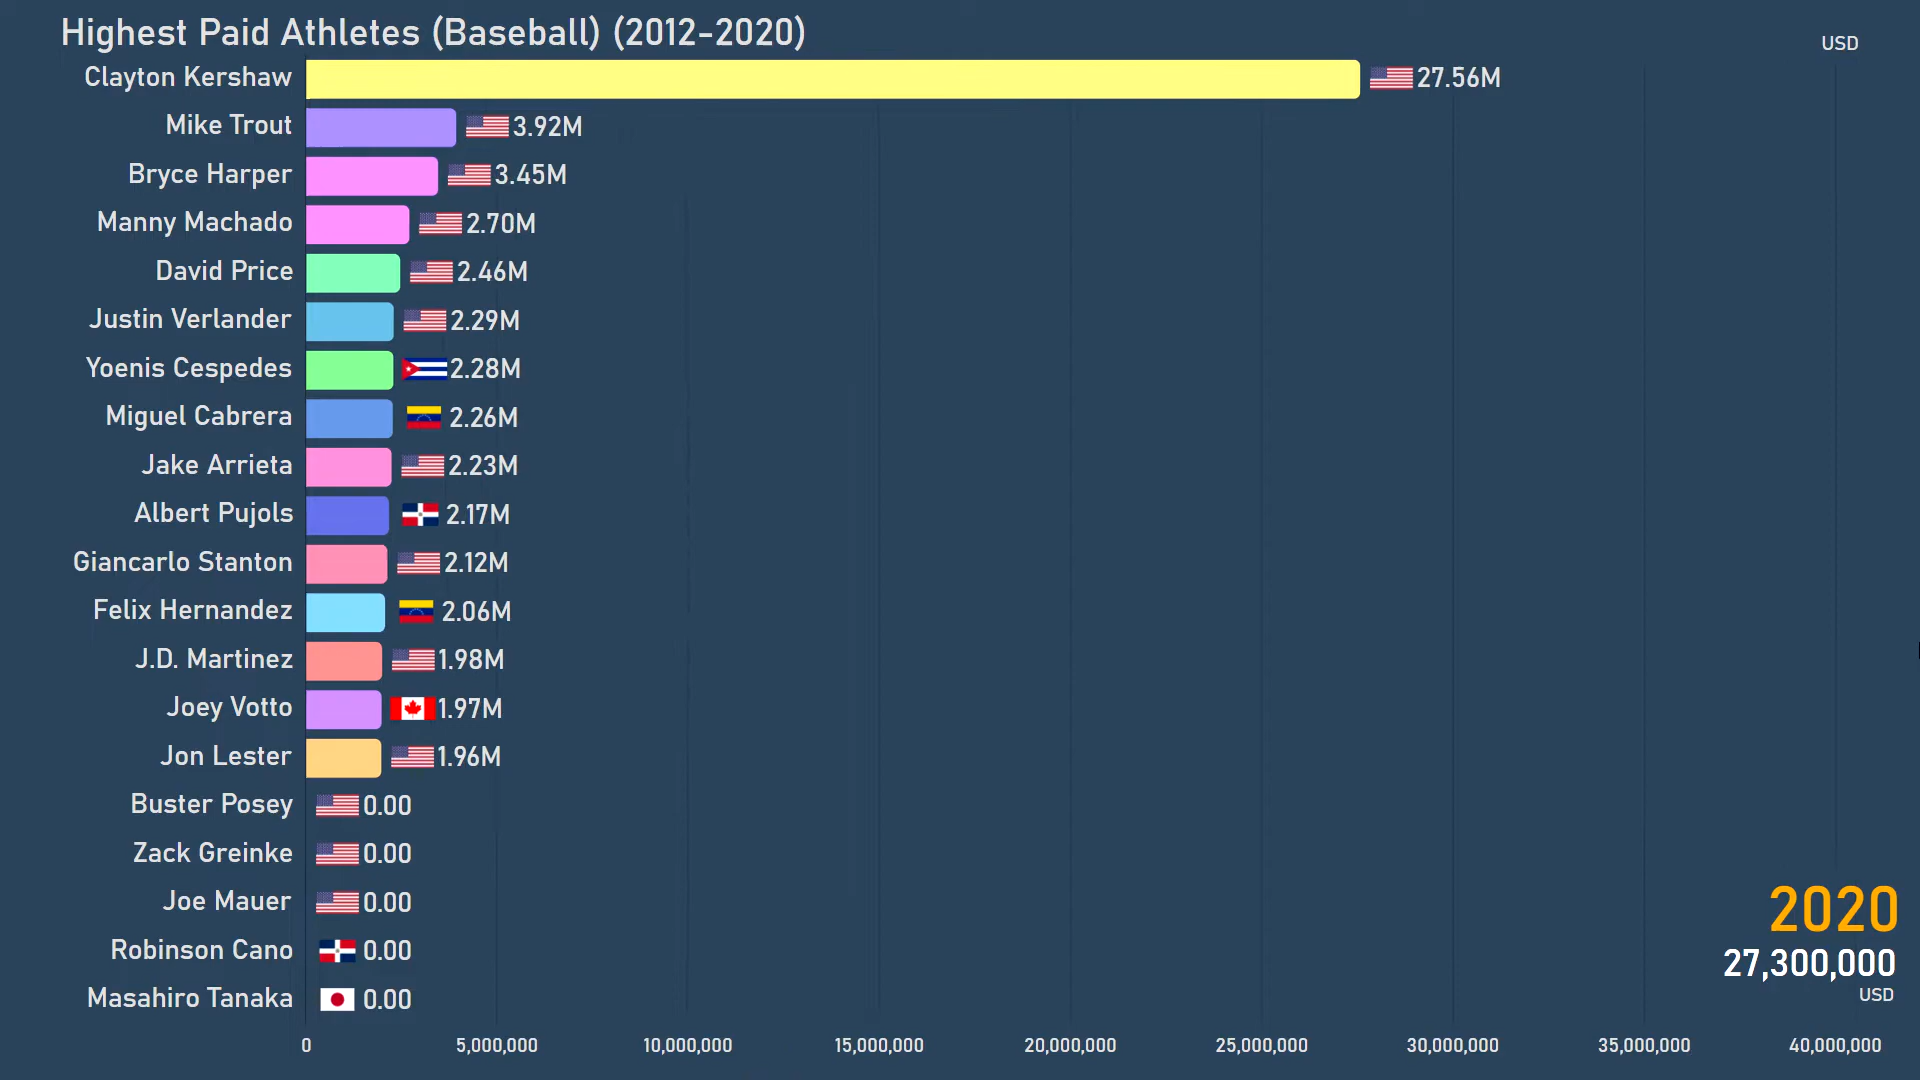 Highest Paid Athletes (Baseball) (2012-2020)
USD
Clayton Kershaw 27.56M
Mike Trout 3.92M
Bryce Harper 3.45M
Manny Machado 2.70M
David Price 2.46M
Justin Verlander 2.29M
Yoenis Cespedes 2.28M
Miguel Cabrera 2.26M
Jake Arrieta 2.23M
Albert Pujols 2.17M
Giancarlo Stanton 2.12M
Felix Hernandez 2.06M
J.D. Martinez 1.98M
Joey Votto 1.97M
Jon Lester 1.96M
Buster Posey 0.00
Zack Greinke 0.00
Joe Mauer 0.00
Robinson Cano 0.00
Masahiro Tanaka 0.00
2020
27,300,000
USD
0 5,000,000 10,000,000 15,000,000 20,000,000 25,000,000 30,000,000 35,000,000 40,000,000